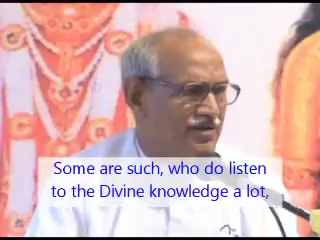 Some are such, who do listen
to the Divine knowledge a lot,